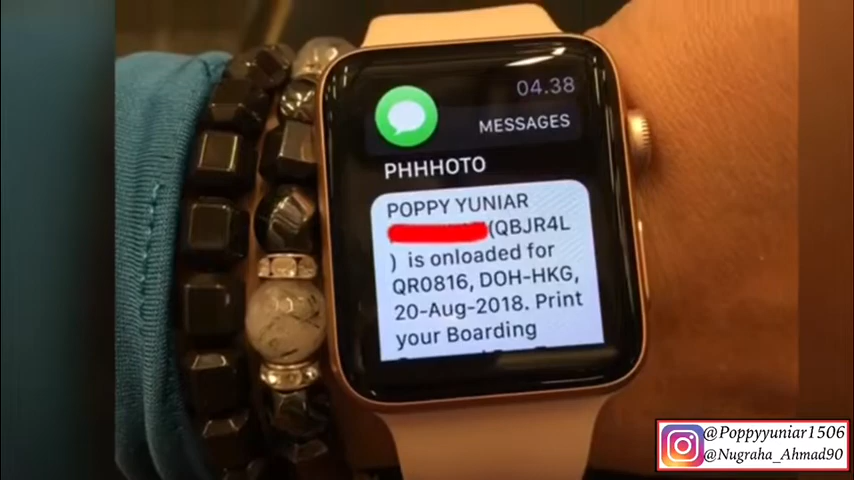 04.38
MESSAGES
PHHHOTO
POPPY YUNIAR
(QBJR4L
) is onloaded for
QR0816, DOH-HKG,
20-Aug-2018. Print
your Boarding
@Poppyyuniar1506
@Nugraha_Ahmad90